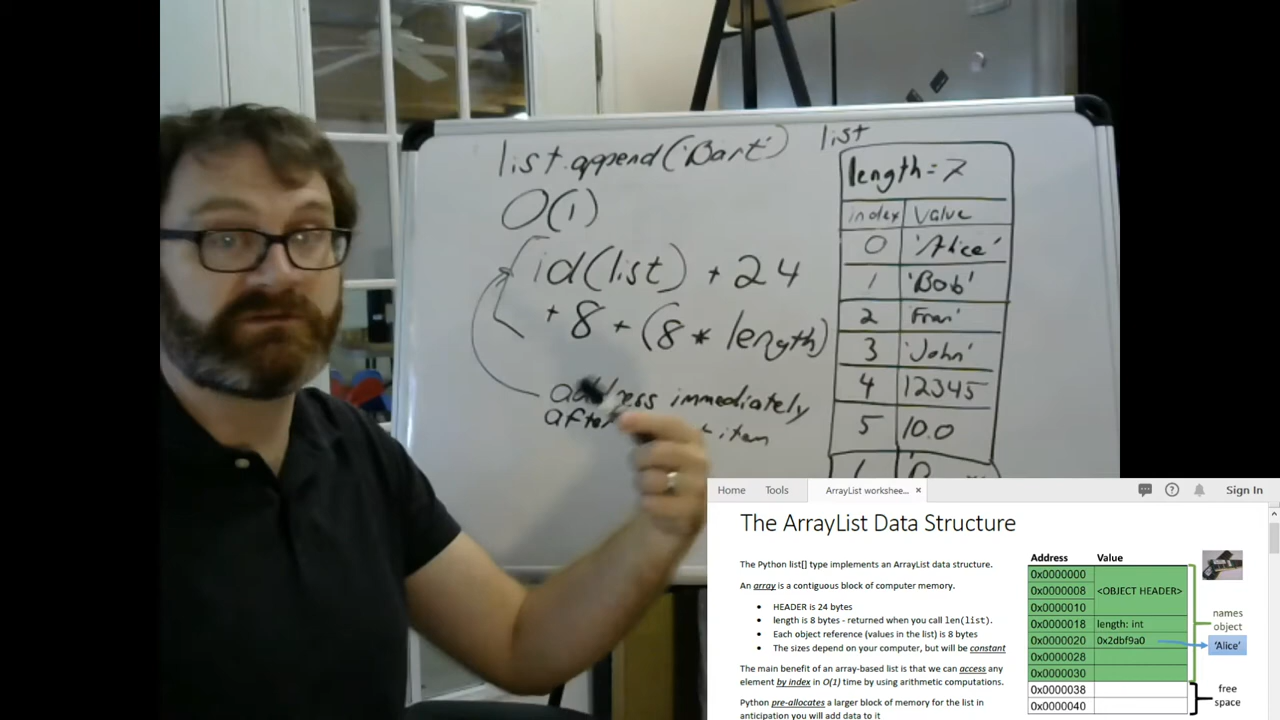 list.append('Bart')
O(1)
id(list) + 24
+ 8 + (8 * length)
address immediately
item
list
length = 7
index value
0 'Alice'
1 'Bob'
2 'Fran'
3 'John'
4 12345
5 10.0
Home Tools ArrayList workshee... × Sign In
The ArrayList Data Structure
The Python list[] type implements an ArrayList data structure.
An array is a contiguous block of computer memory.
• HEADER is 24 bytes
• length is 8 bytes - returned when you call len(list).
• Each object reference (values in the list) is 8 bytes
• The sizes depend on your computer, but will be constant
The main benefit of an array-based list is that we can access any
element by index in O(1) time by using arithmetic computations.
Python pre-allocates a larger block of memory for the list in
anticipation you will add data to it
Address Value
0x0000000
0x0000008 <OBJECT HEADER>
0x0000010
0x0000018 length: int
0x0000020 0x2dbf9a0
0x0000028
0x0000030
0x0000038
0x0000040
names
object
'Alice'
free
space